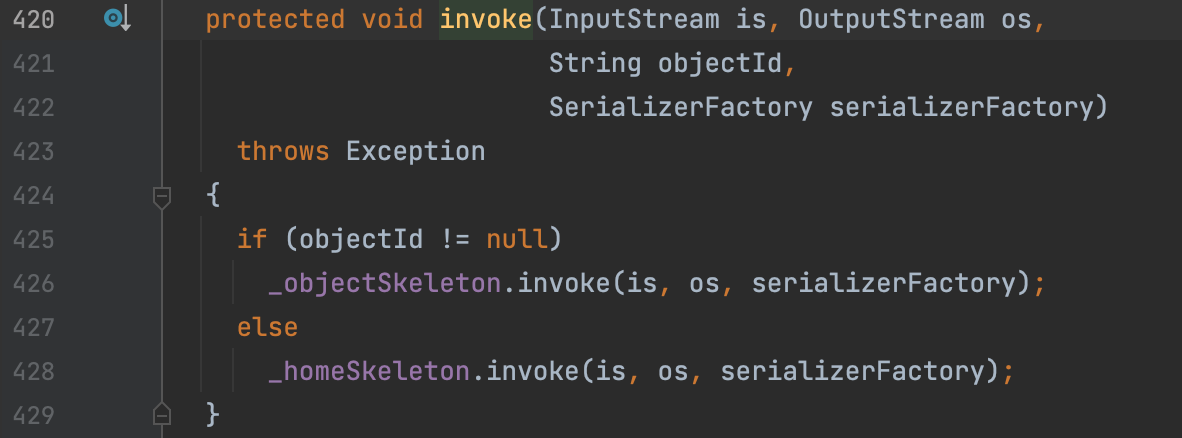 420 protected void invoke(InputStream is, OutputStream os,
421 String objectId,
422 SerializerFactory serializerFactory)
423 throws Exception
424 {
425 if (objectId != null)
426 _objectSkeleton.invoke(is, os, serializerFactory);
427 else
428 _homeSkeleton.invoke(is, os, serializerFactory);
429 }